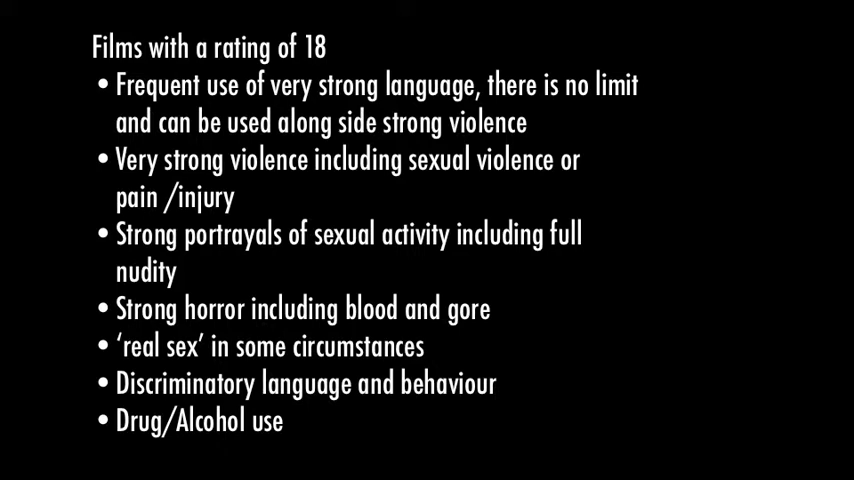 Films with a rating of 18
• Frequent use of very strong language, there is no limit
and can be used along side strong violence
• Very strong violence including sexual violence or
pain /injury
• Strong portrayals of sexual activity including full
nudity
• Strong horror including blood and gore
• ‘real sex’ in some circumstances
• Discriminatory language and behaviour
• Drug/Alcohol use